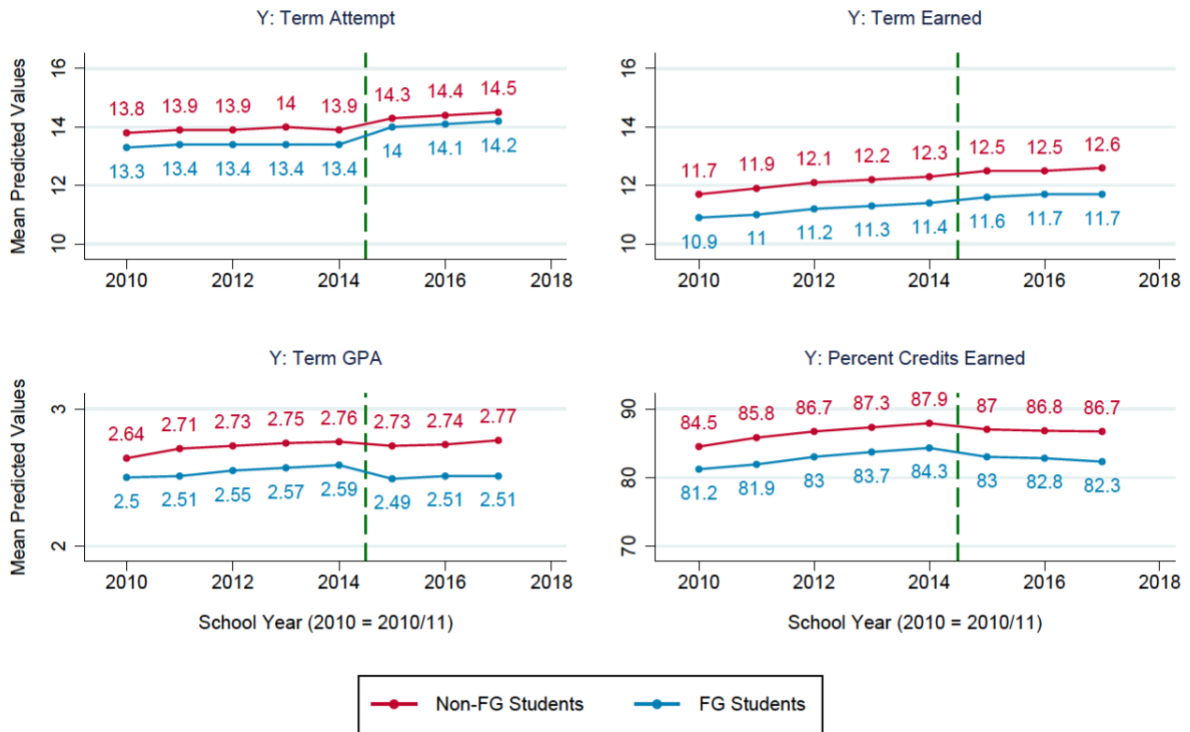 Y: Term Attempt
Mean Predicted Values
16
14
12
10
13.8 13.9 13.9 14 13.9 14.3 14.4 14.5
13.3 13.4 13.4 13.4 13.4 14 14.1 14.2
2010 2012 2014 2016 2018
Y: Term Earned
16
14
12
10
11.7 11.9 12.1 12.2 12.3 12.5 12.5 12.6
10.9 11 11.2 11.3 11.4 11.6 11.7 11.7
2010 2012 2014 2016 2018
Y: Term GPA
Mean Predicted Values
3
2
2.64 2.71 2.73 2.75 2.76 2.73 2.74 2.77
2.5 2.51 2.55 2.57 2.59 2.49 2.51 2.51
2010 2012 2014 2016 2018
School Year (2010 = 2010/11)
Y: Percent Credits Earned
90
80
70
84.5 85.8 86.7 87.3 87.9 87 86.8 86.7
81.2 81.9 83 83.7 84.3 83 82.8 82.3
2010 2012 2014 2016 2018
School Year (2010 = 2010/11)
Non-FG Students FG Students